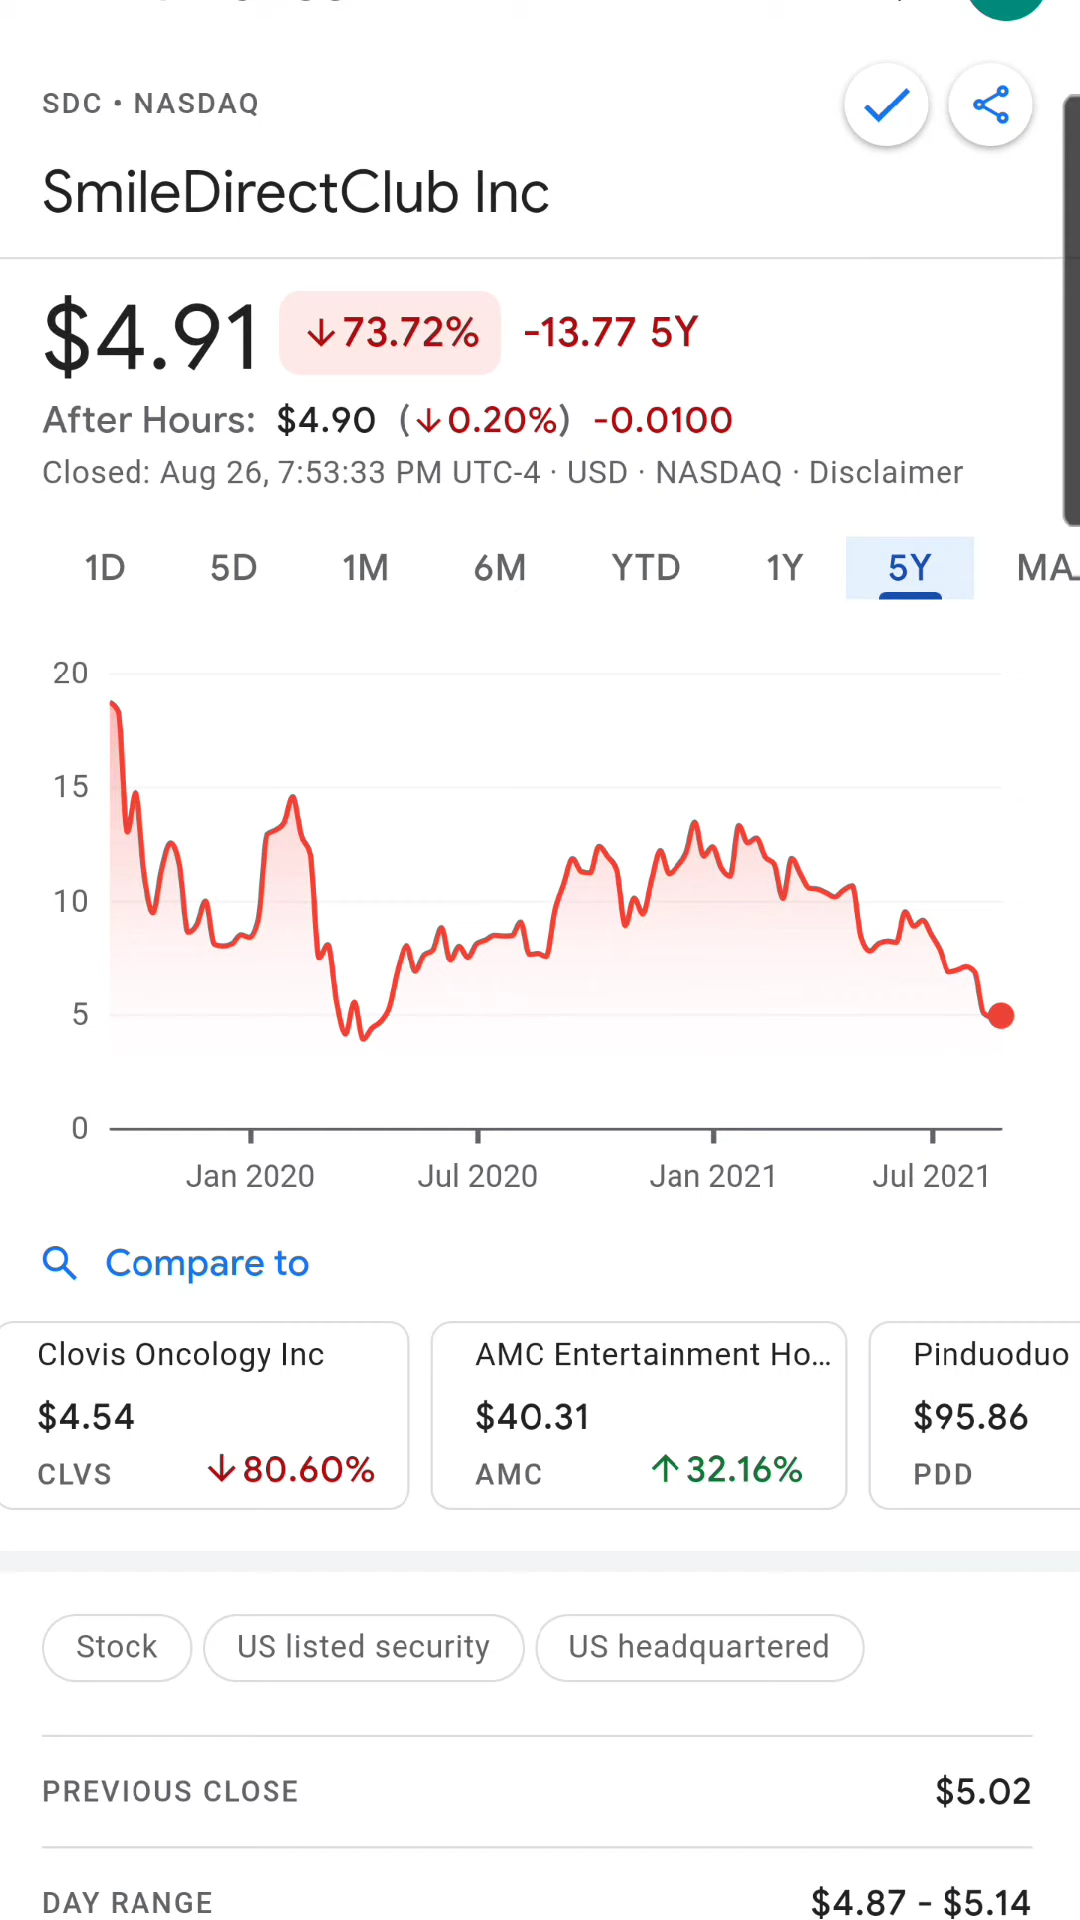 SDC • NASDAQ
SmileDirectClub Inc
$4.91 ↓73.72% -13.77 5Y
After Hours: $4.90 (↓0.20%) -0.0100
Closed: Aug 26, 7:53:33 PM UTC-4 · USD · NASDAQ · Disclaimer
1D 5D 1M 6M YTD 1Y 5Y
20
15
10
5
0
Jan 2020 Jul 2020 Jan 2021 Jul 2021
Compare to
Clovis Oncology Inc
$4.54
CLVS ↓80.60%
AMC Entertainment Ho...
$40.31
AMC ↑32.16%
Pinduoduo
$95.86
PDD
Stock US listed security US headquartered
PREVIOUS CLOSE $5.02
DAY RANGE $4.87 - $5.14